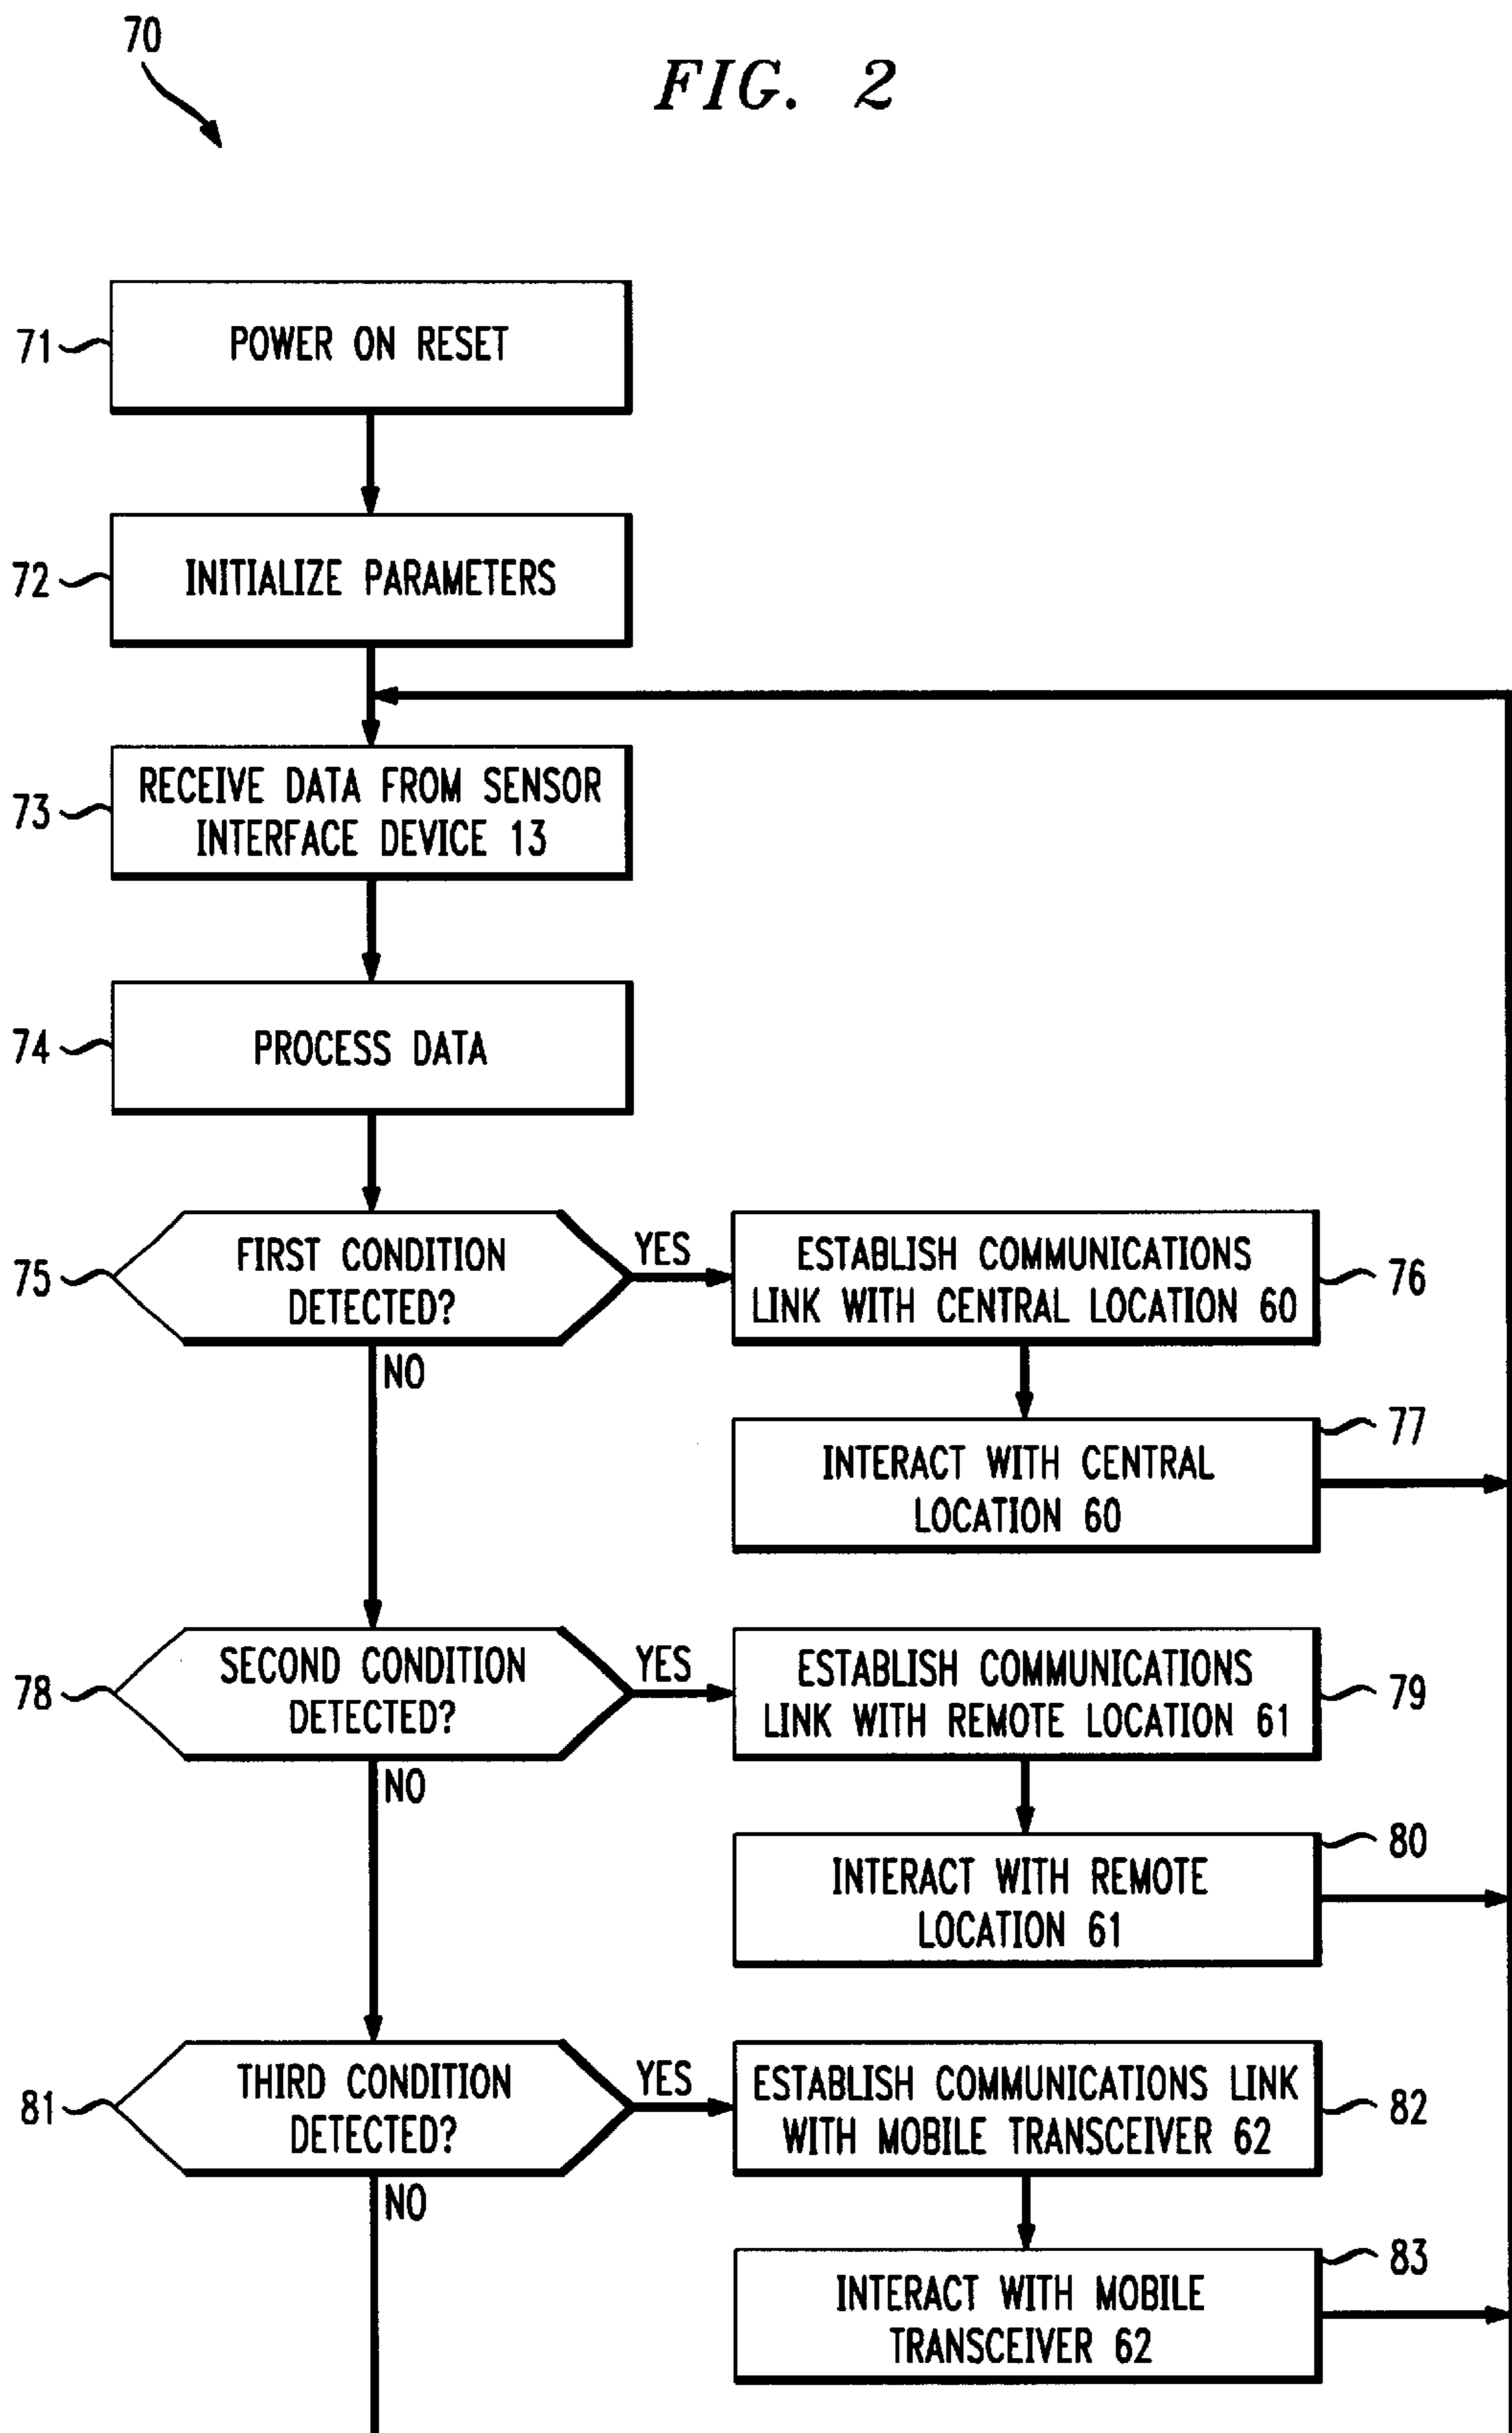 70
FIG. 2
71
POWER ON RESET
72
INITIALIZE PARAMETERS
73
RECEIVE DATA FROM SENSOR
INTERFACE DEVICE 13
74
PROCESS DATA
75
FIRST CONDITION
DETECTED?
YES
NO
ESTABLISH COMMUNICATIONS
LINK WITH CENTRAL LOCATION 60
76
INTERACT WITH CENTRAL
LOCATION 60
77
78
SECOND CONDITION
DETECTED?
YES
NO
ESTABLISH COMMUNICATIONS
LINK WITH REMOTE LOCATION 61
79
INTERACT WITH REMOTE
LOCATION 61
80
81
THIRD CONDITION
DETECTED?
YES
NO
ESTABLISH COMMUNICATIONS LINK
WITH MOBILE TRANSCEIVER 62
82
INTERACT WITH MOBILE
TRANSCEIVER 62
83